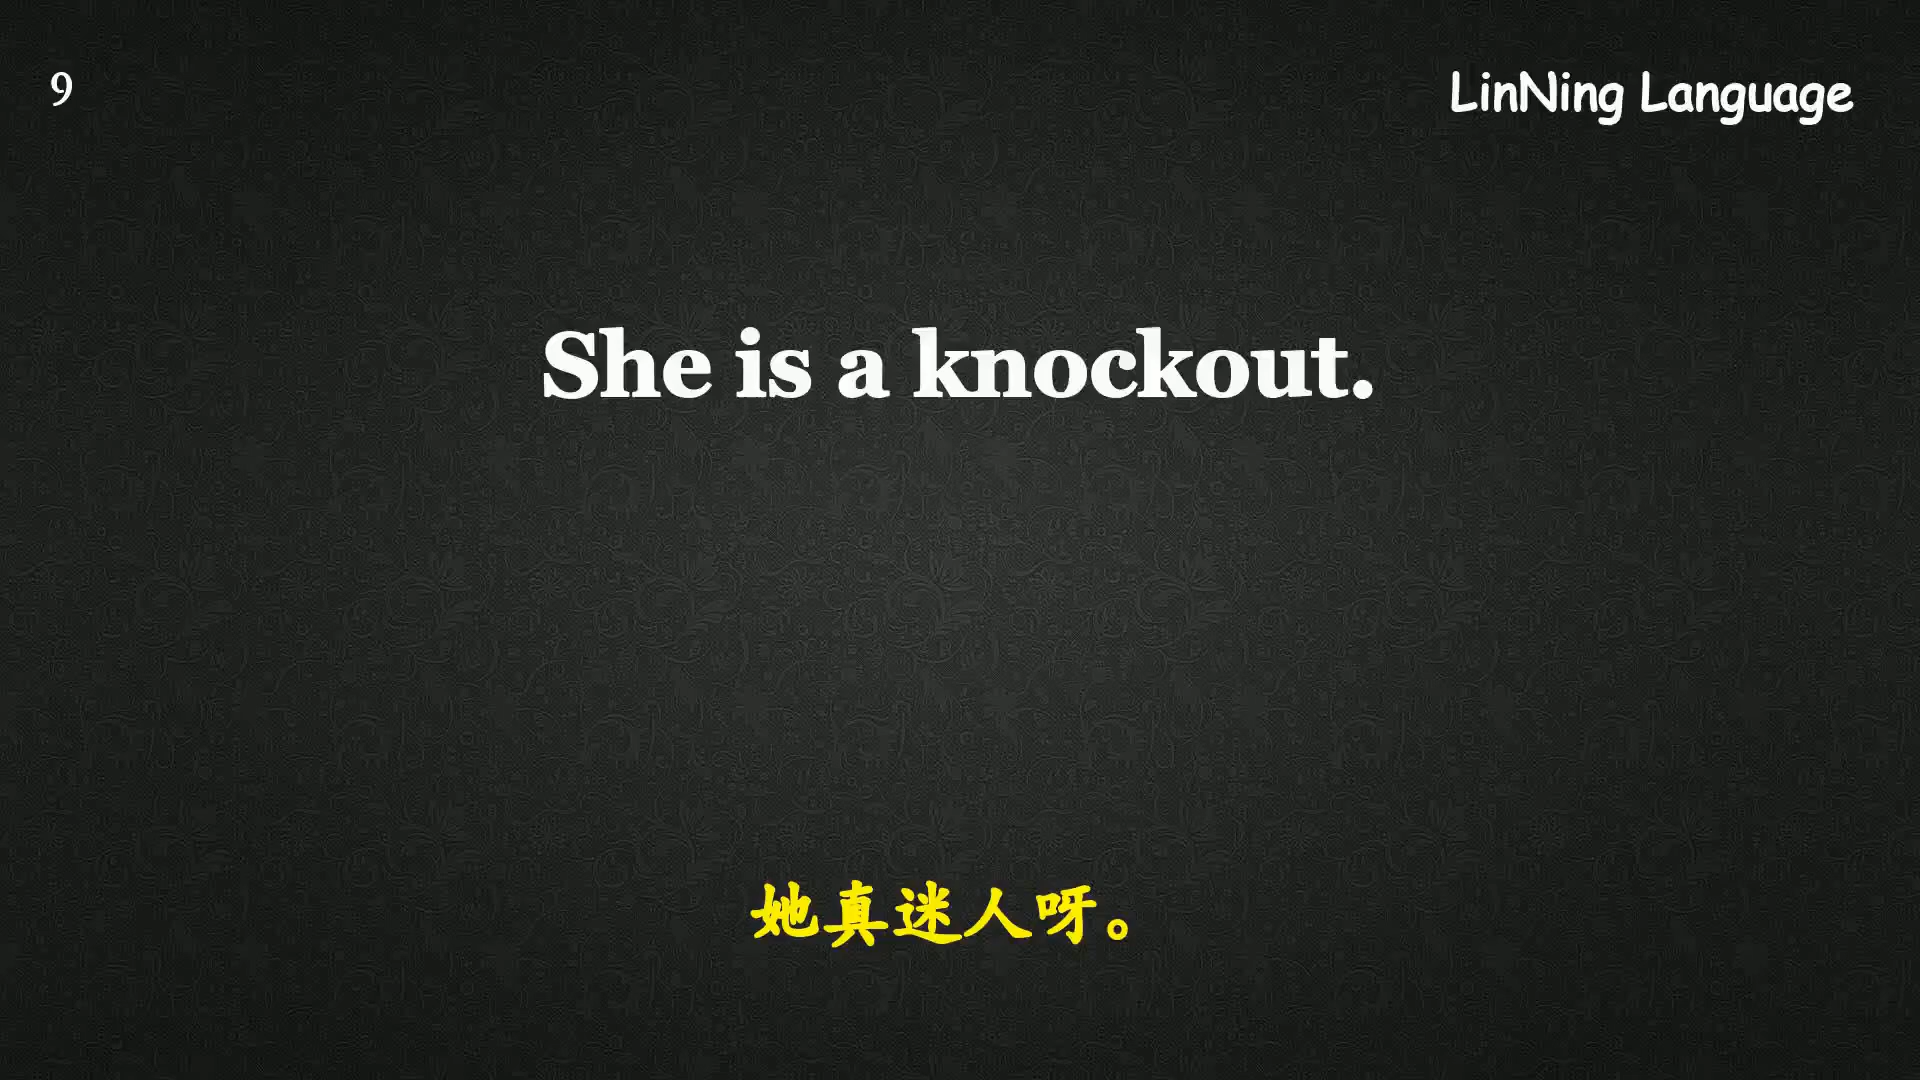 9
LinNing Language
She is a knockout.
她真迷人呀。